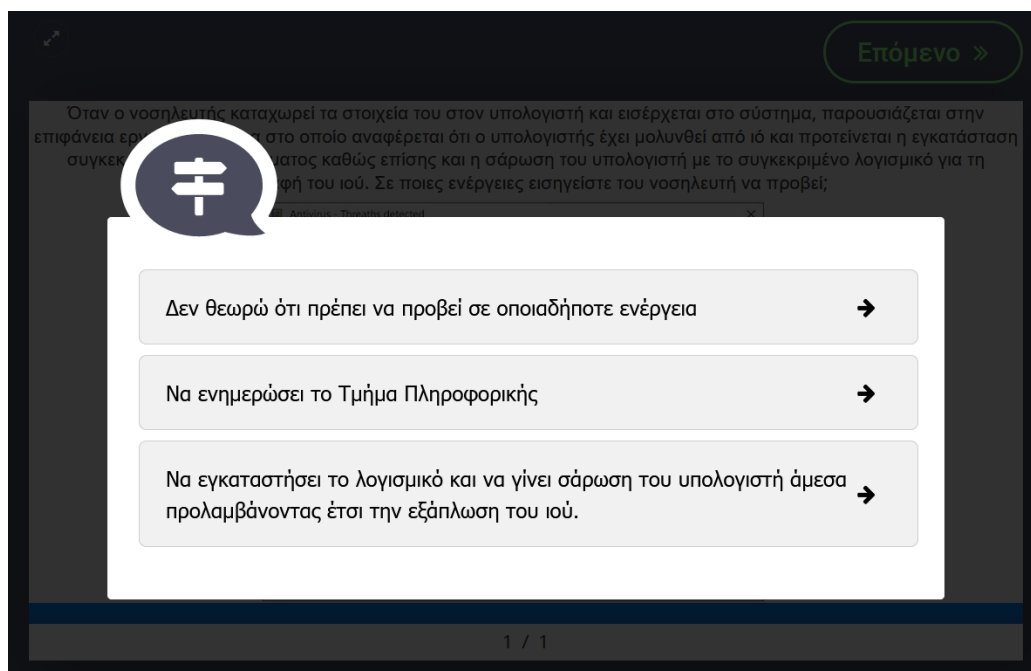 Επόμενο »
Όταν ο νοσηλευτής καταχωρεί τα στοιχεία του στον υπολογιστή και εισέρχεται στο σύστημα, παρουσιάζεται στην
επιφάνεια στο οποίο αναφέρεται ότι ο υπολογιστής έχει μολυνθεί από ιό και προτείνεται η εγκατάσταση
καθώς επίσης και η σάρωση του υπολογιστή με το συγκεκριμένο λογισμικό για τη
του ιού. Σε ποιες ενέργειες εισηγείστε του νοσηλευτή να προβεί;
Antivirus - Threaths detected
Δεν θεωρώ ότι πρέπει να προβεί σε οποιαδήποτε ενέργεια
Να ενημερώσει το Τμήμα Πληροφορικής
Να εγκαταστήσει το λογισμικό και να γίνει σάρωση του υπολογιστή άμεσα
προλαμβάνοντας έτσι την εξάπλωση του ιού.
1 / 1